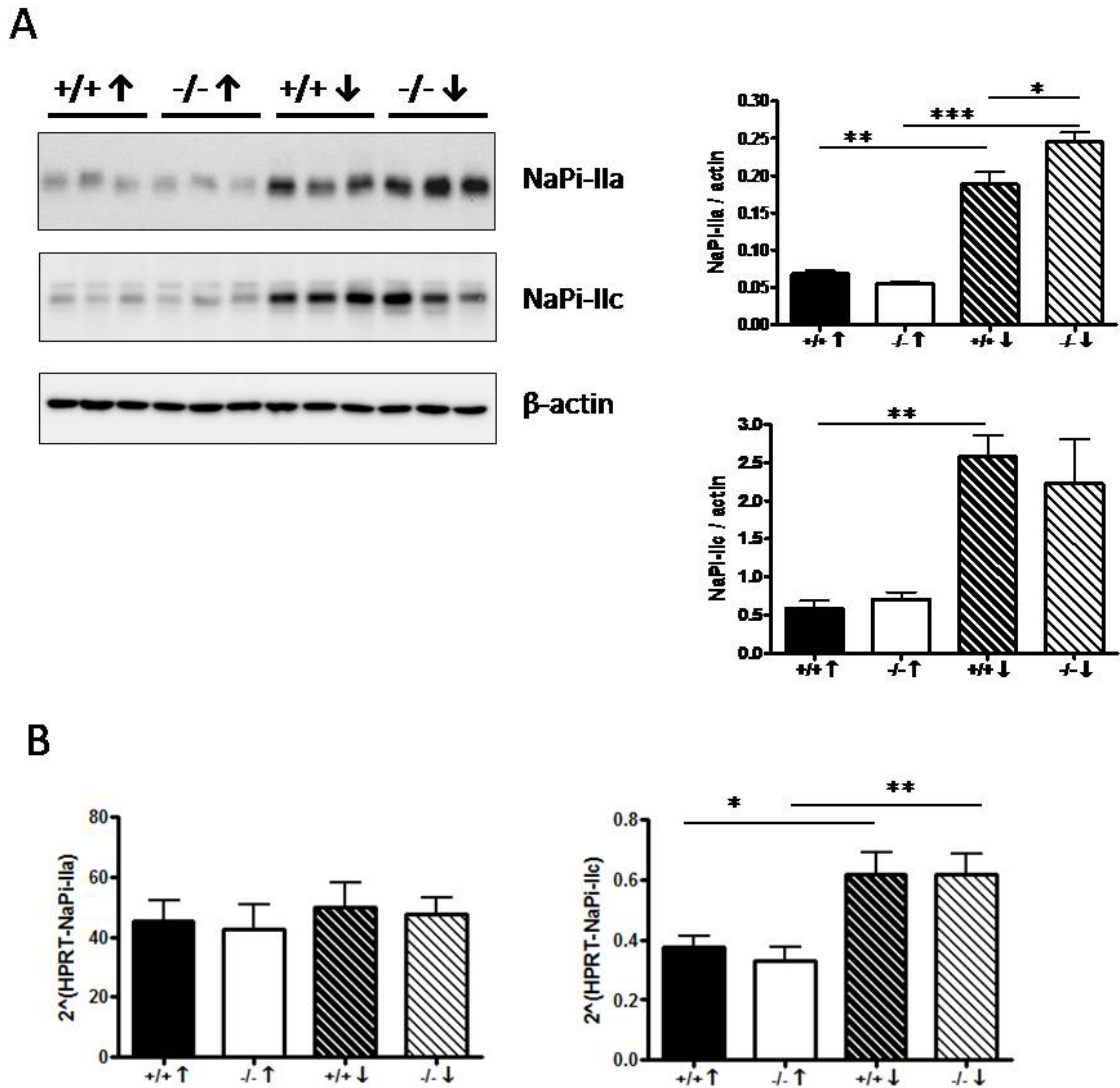 A
+/+ ↑ -/- ↑ +/+ ↓ -/- ↓
NaPi-IIa
NaPi-IIc
β-actin
*
***
**
NaPi-IIa / actin
0.30
0.25
0.20
0.15
0.10
0.05
0.00
+/+ ↑ -/- ↑ +/+ ↓ -/- ↓
**
NaPi-IIc / actin
3.0
2.5
2.0
1.5
1.0
0.5
0.0
+/+ ↑ -/- ↑ +/+ ↓ -/- ↓
B
2^(HPRT-NaPi-IIa)
80
60
40
20
0
+/+ ↑ -/- ↑ +/+ ↓ -/- ↓
**
*
2^(HPRT-NaPi-IIc)
0.8
0.6
0.4
0.2
0.0
+/+ ↑ -/- ↑ +/+ ↓ -/- ↓